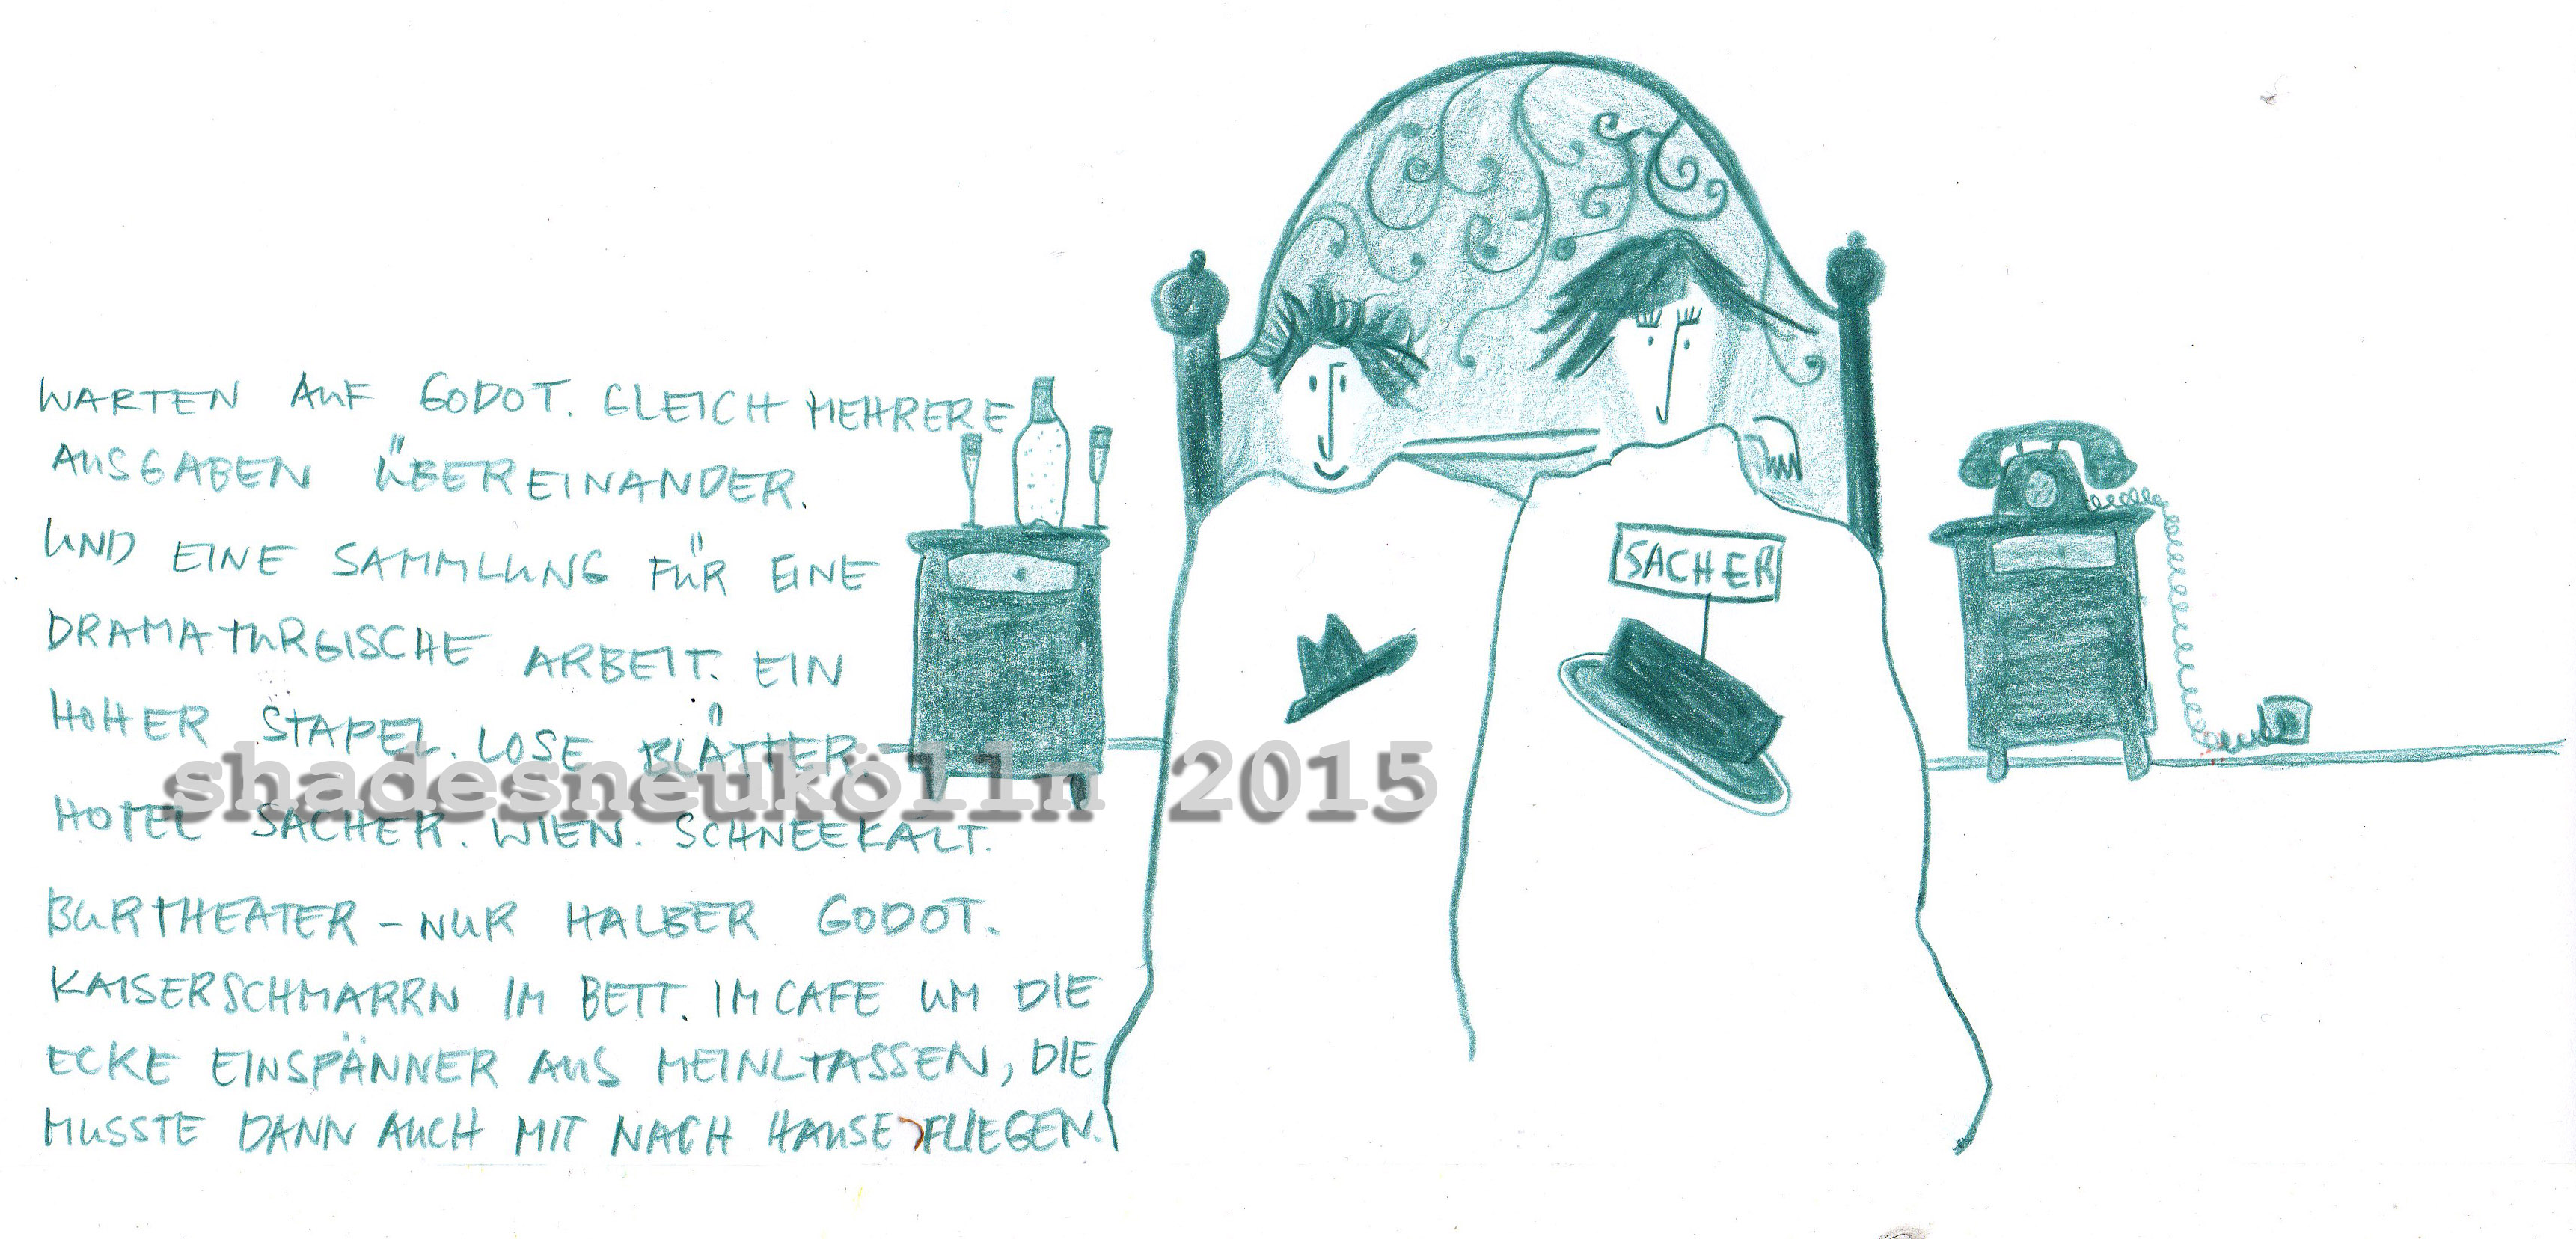 WARTEN AUF GODOT. GLEICH MEHRERE
AUSGABEN ÜBEREINANDER.
UND EINE SAMMLUNG FÜR EINE
DRAMATURGISCHE ARBEIT. EIN
HOHER STAPEL. LOSE BLÄTTER.
shadesneukölln 2015
HOTEL SACHER. WIEN. SCHNEEKALT.
BURTHEATER – NUR HALBER GODOT.
KAISERSCHMARRN IM BETT. IM CAFE UM DIE
ECKE EINSPÄNNER AUS MEINLTASSEN, DIE
MUSSTE DANN AUCH MIT NACH HAUSE FLIEGEN.
SACHER